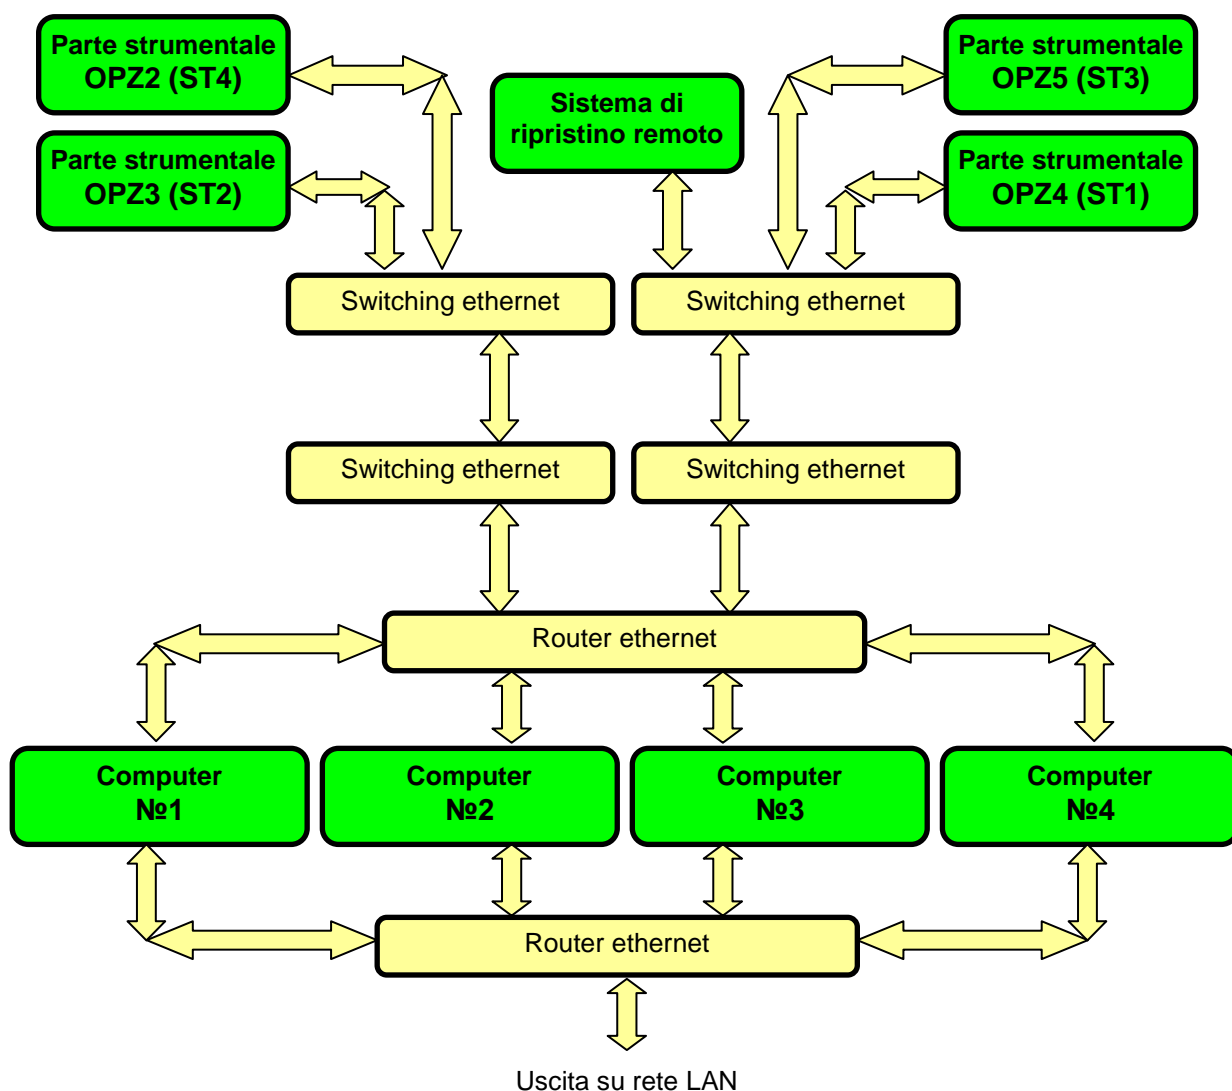 Parte strumentale
OPZ2 (ST4)
Parte strumentale
OPZ5 (ST3)
Sistema di
ripristino remoto
Parte strumentale
OPZ3 (ST2)
Parte strumentale
OPZ4 (ST1)
Switching ethernet
Switching ethernet
Switching ethernet
Switching ethernet
Router ethernet
Computer
№1
Computer
№2
Computer
№3
Computer
№4
Router ethernet
Uscita su rete LAN